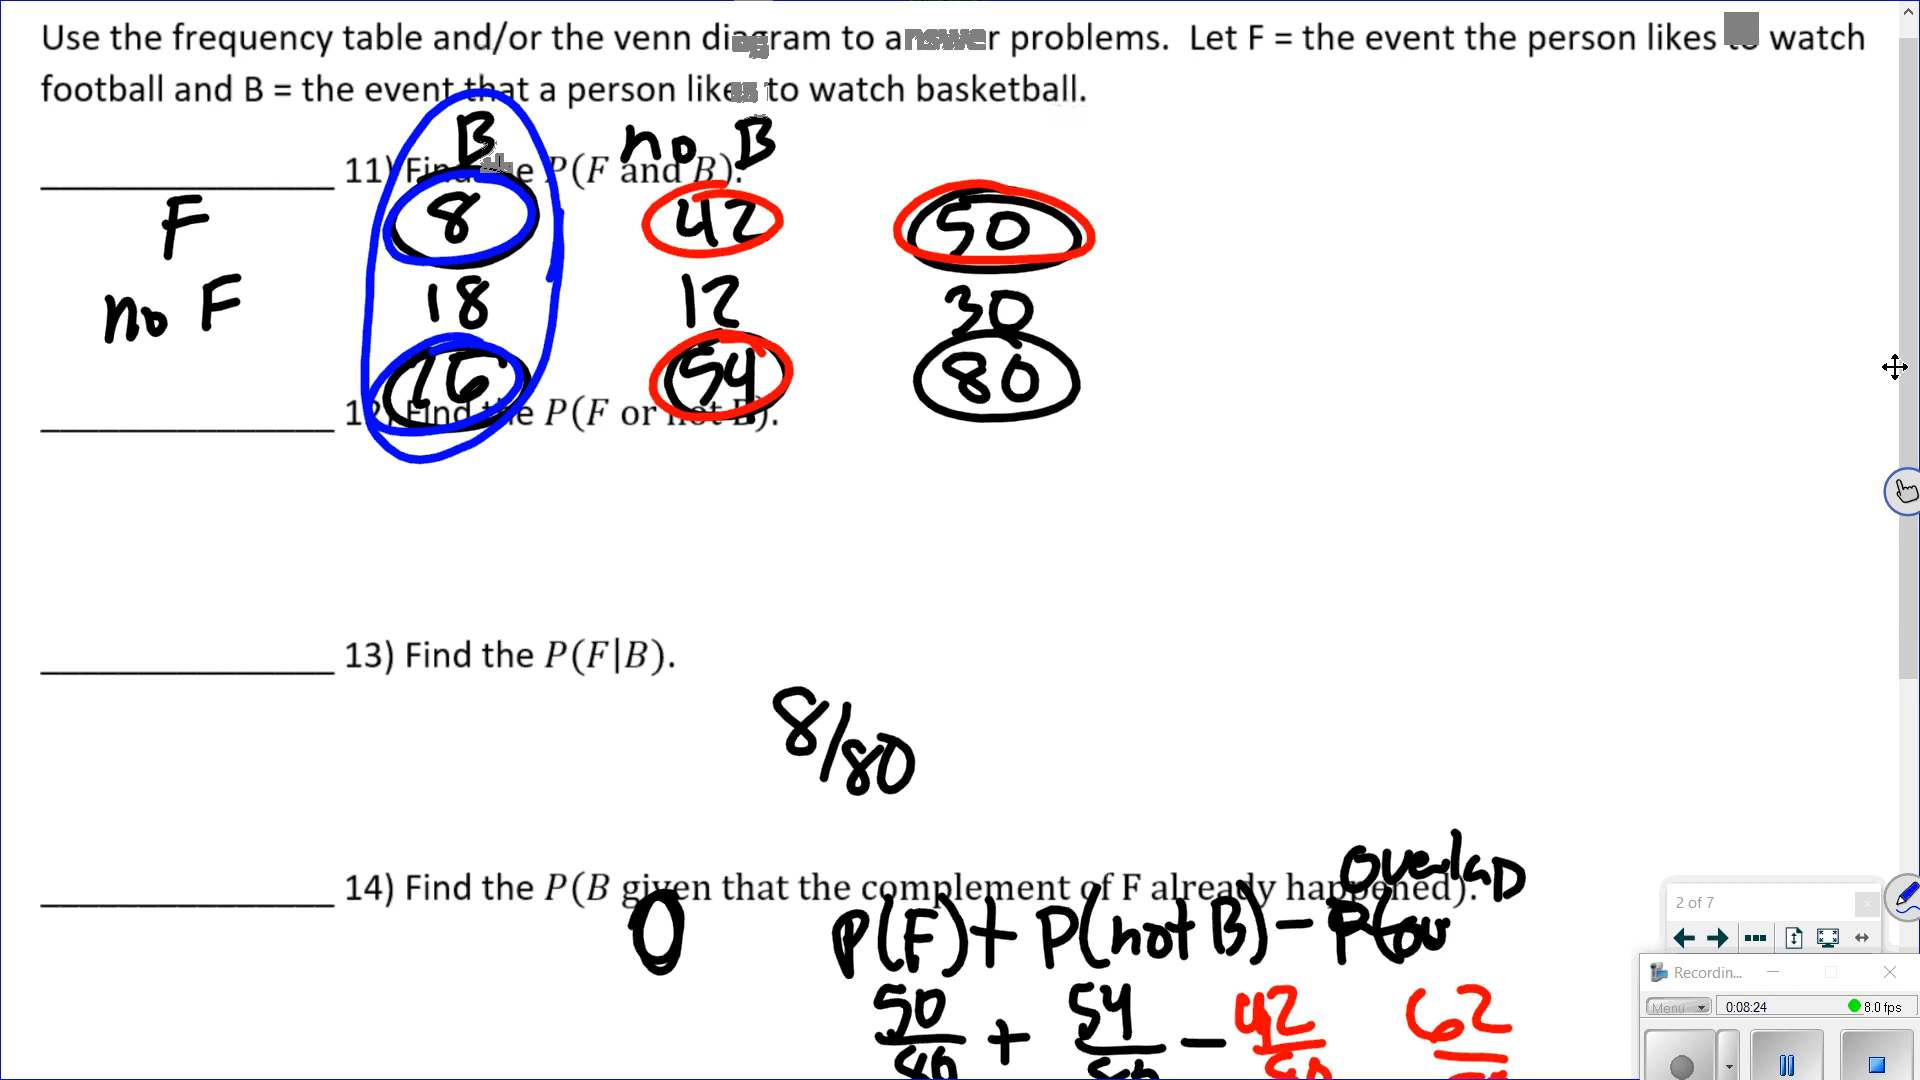 Use the frequency table and/or the venn diagram to answer problems. Let F = the event the person likes to watch
football and B = the event that a person likes to watch basketball.
B no B
11) Find the P(F and B).
F 8 42 50
no F 18 12 30
26 54 80
12) Find the P(F or not B).
13) Find the P(F|B).
8/80
overlap
14) Find the P(B given that the complement of F already happened).
O P(F) + P(not B) - P(ov
50 + 54 - 42 62
80
2 of 7
Recordin...
Menu 0:08:24 8.0 fps